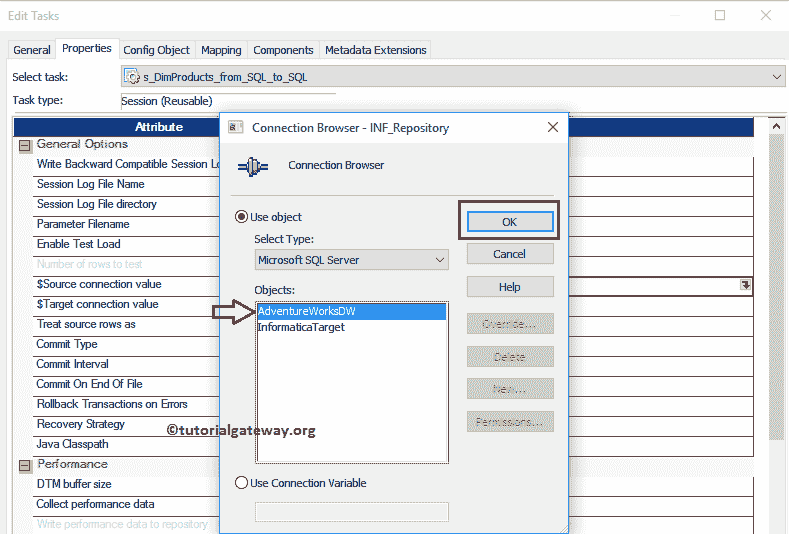 Edit Tasks
General Properties Config Object Mapping Components Metadata Extensions
Select task: s_DimProducts_from_SQL_to_SQL
Task type: Session (Reusable)
Attribute
General Options
Write Backward Compatible Session Lo
Session Log File Name
Session Log File directory
Parameter Filename
Enable Test Load
Number of rows to test
$Source connection value
$Target connection value
Treat source rows as
Commit Type
Commit Interval
Commit On End Of File
Rollback Transactions on Errors
Recovery Strategy
Java Classpath
Performance
DTM buffer size
Collect performance data
Write performance data to repository
Connection Browser - INF_Repository
Connection Browser
Use object
Select Type:
Microsoft SQL Server
Objects:
AdventureWorksDW
InformaticaTarget
Use Connection Variable
OK
Cancel
Help
Override...
Delete
New...
Permissions...
©tutorialgateway.org